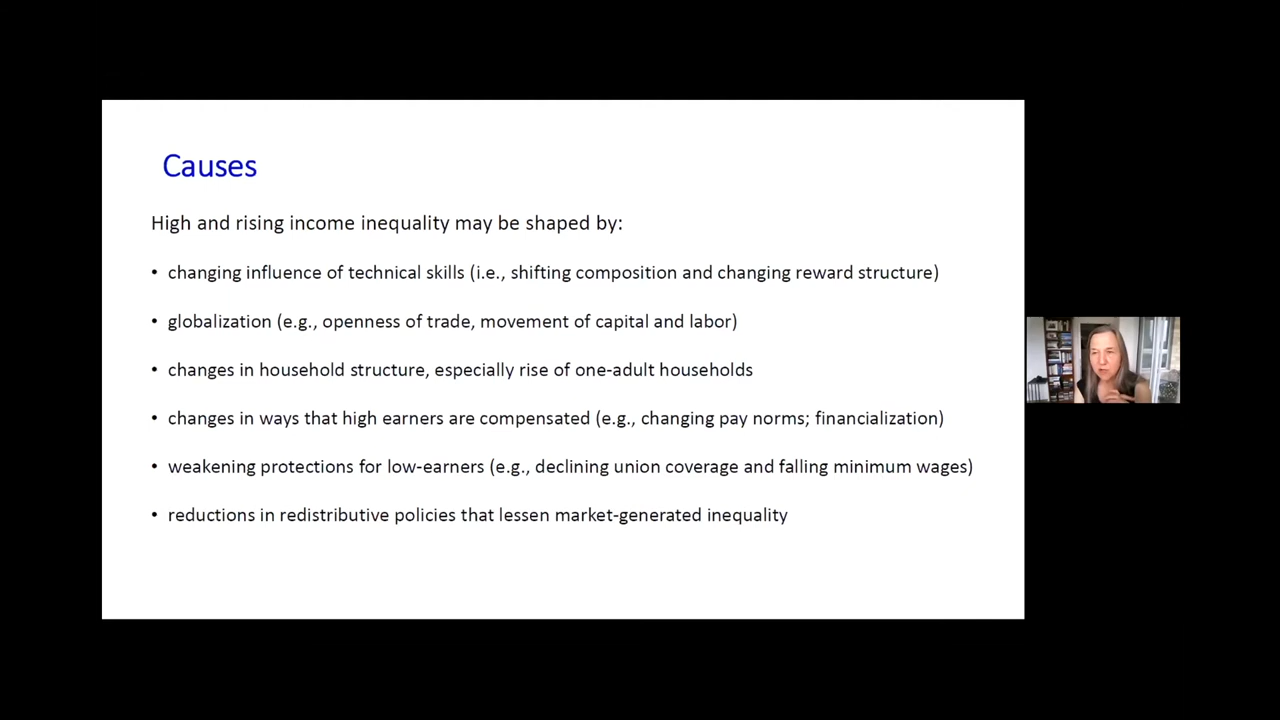 Causes
High and rising income inequality may be shaped by:
• changing influence of technical skills (i.e., shifting composition and changing reward structure)
• globalization (e.g., openness of trade, movement of capital and labor)
• changes in household structure, especially rise of one-adult households
• changes in ways that high earners are compensated (e.g., changing pay norms; financialization)
• weakening protections for low-earners (e.g., declining union coverage and falling minimum wages)
• reductions in redistributive policies that lessen market-generated inequality